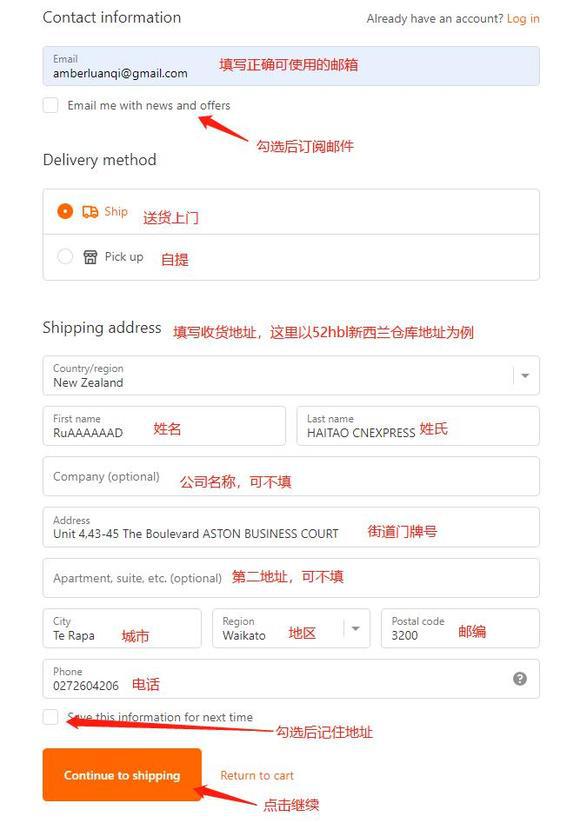 Contact information
Already have an account? Log in
Email
amberluanqi@gmail.com
填写正确可使用的邮箱
Email me with news and offers
勾选后订阅邮件
Delivery method
Ship
送货上门
Pick up
自提
Shipping address
填写收货地址，这里以52hbl新西兰仓库地址为例
Country/region
New Zealand
First name
RuAAAAAAD
姓名
Last name
HAITAO CNEXPRESS
姓氏
Company (optional)
公司名称，可不填
Address
Unit 4,43-45 The Boulevard ASTON BUSINESS COURT
街道门牌号
Apartment, suite, etc. (optional)
第二地址，可不填
City
Te Rapa
城市
Region
Waikato
地区
Postal code
3200
邮编
Phone
0272604206
电话
?
Save this information for next time
勾选后记住地址
Continue to shipping
Return to cart
点击继续